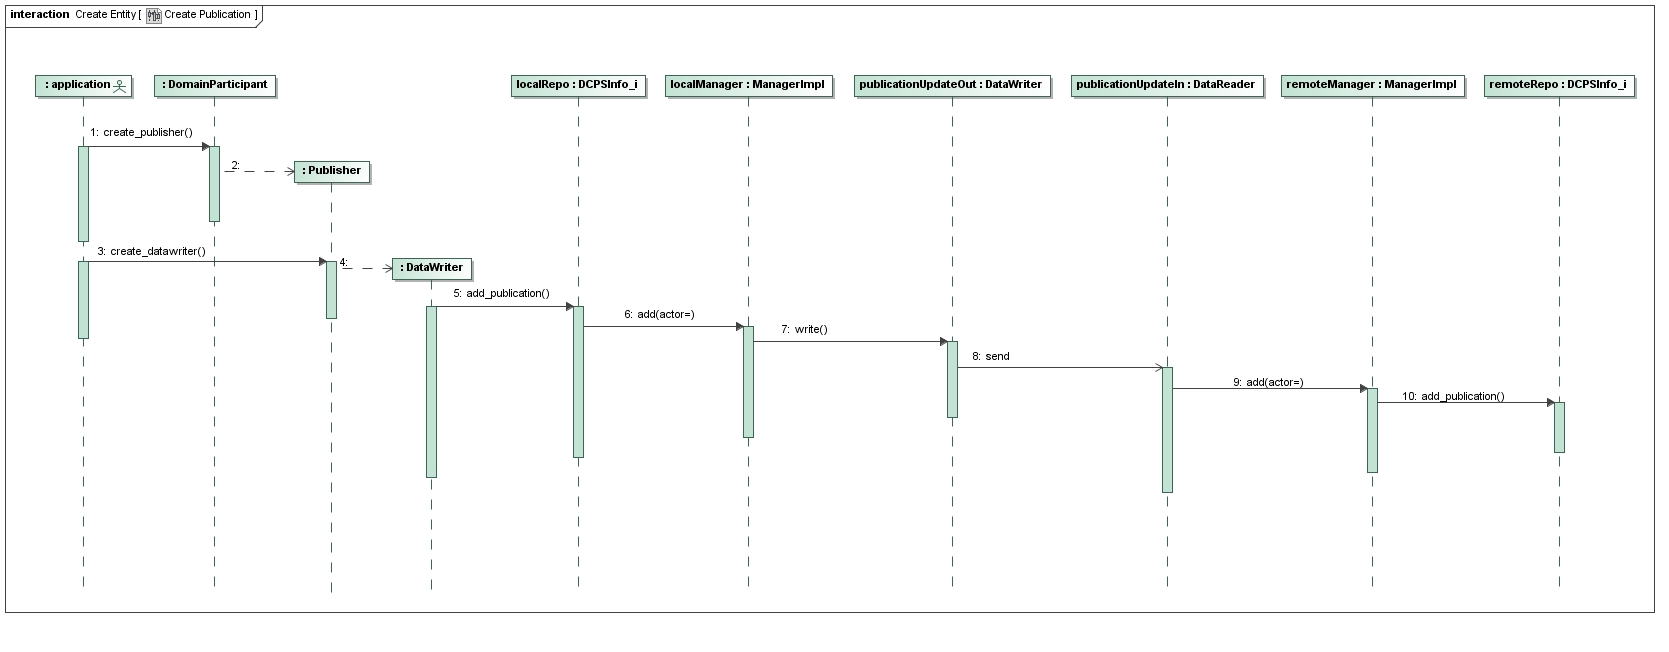 interaction Create Entity [ Create Publication ]
: application
: DomainParticipant
localRepo : DCPSInfo_i
localManager : ManagerImpl
publicationUpdateOut : DataWriter
publicationUpdateIn : DataReader
remoteManager : ManagerImpl
remoteRepo : DCPSInfo_i
1: create_publisher()
2:
: Publisher
3: create_datawriter()
4:
: DataWriter
5: add_publication()
6: add(actor=)
7: write()
8: send
9: add(actor=)
10: add_publication()